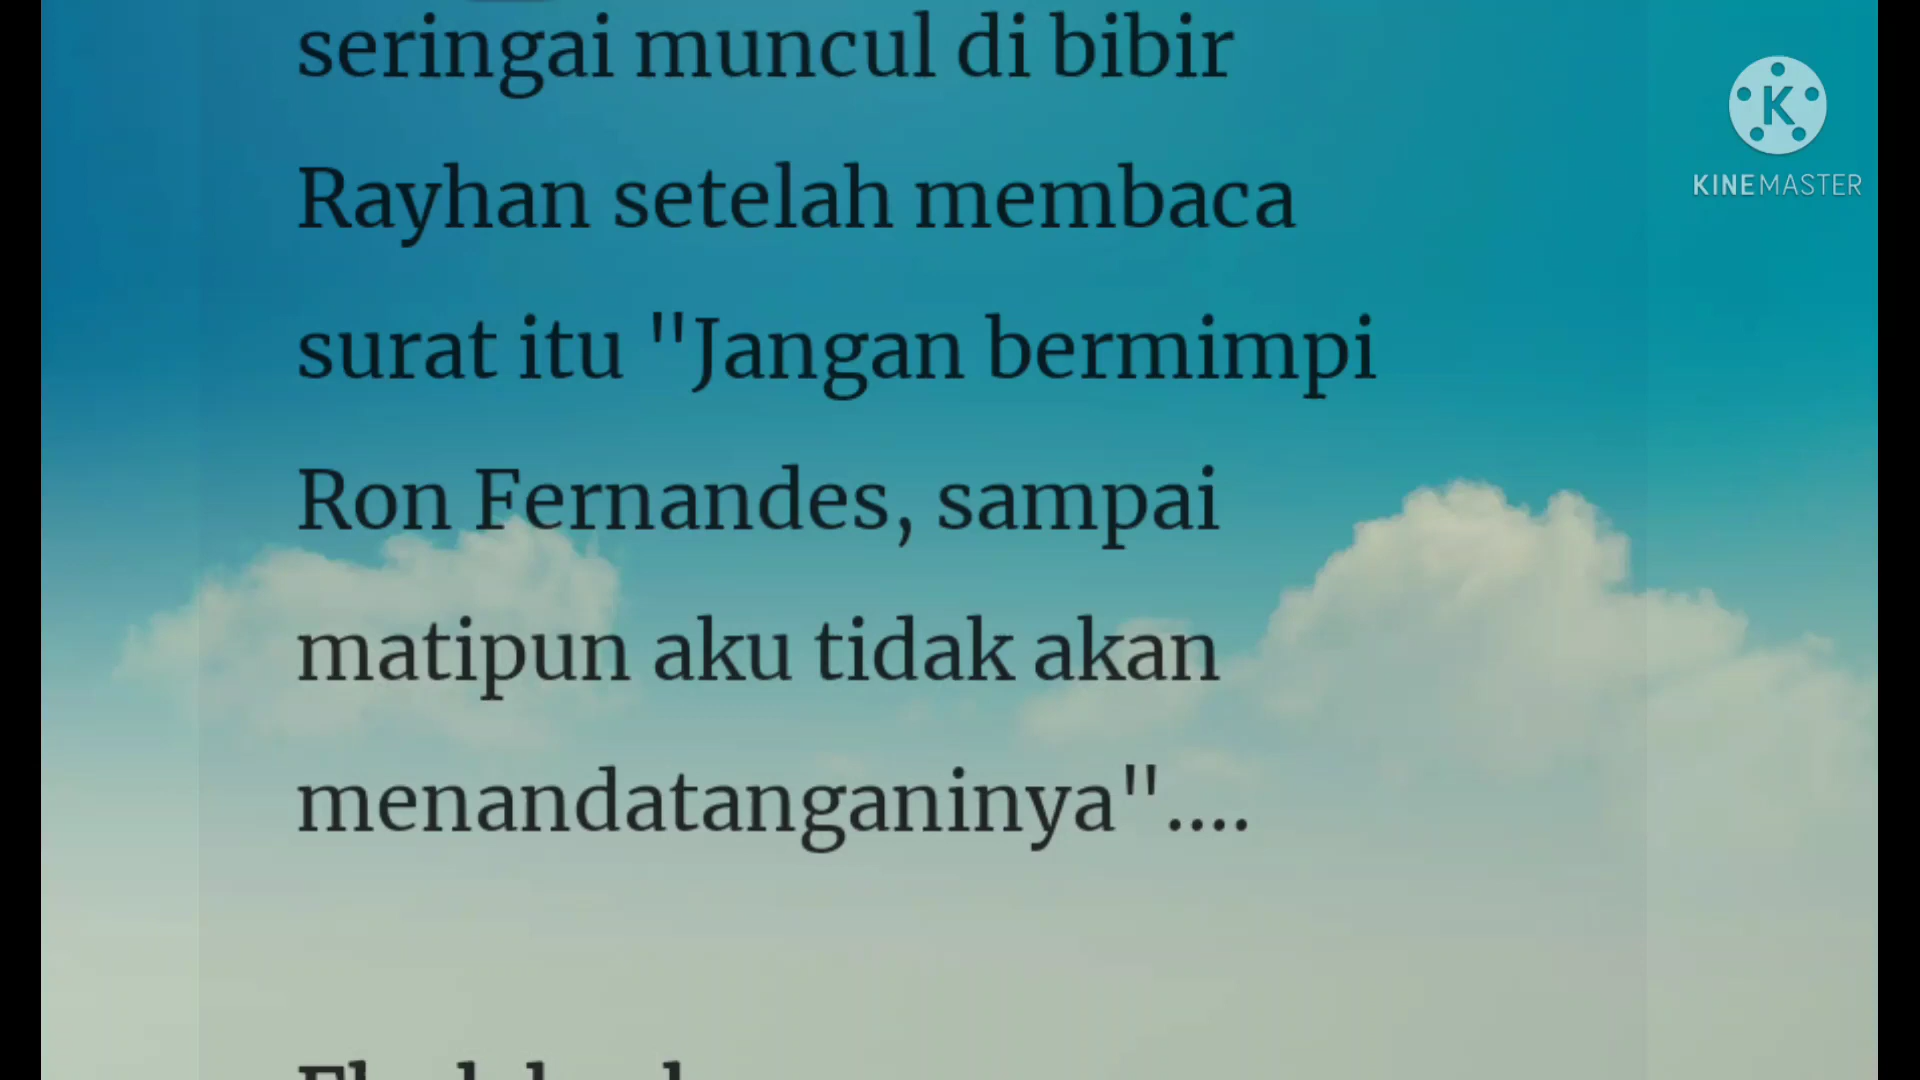 seringai muncul di bibir
Rayhan setelah membaca
surat itu "Jangan bermimpi
Ron Fernandes, sampai
matipun aku tidak akan
menandatanganinya"....
KINEMASTER